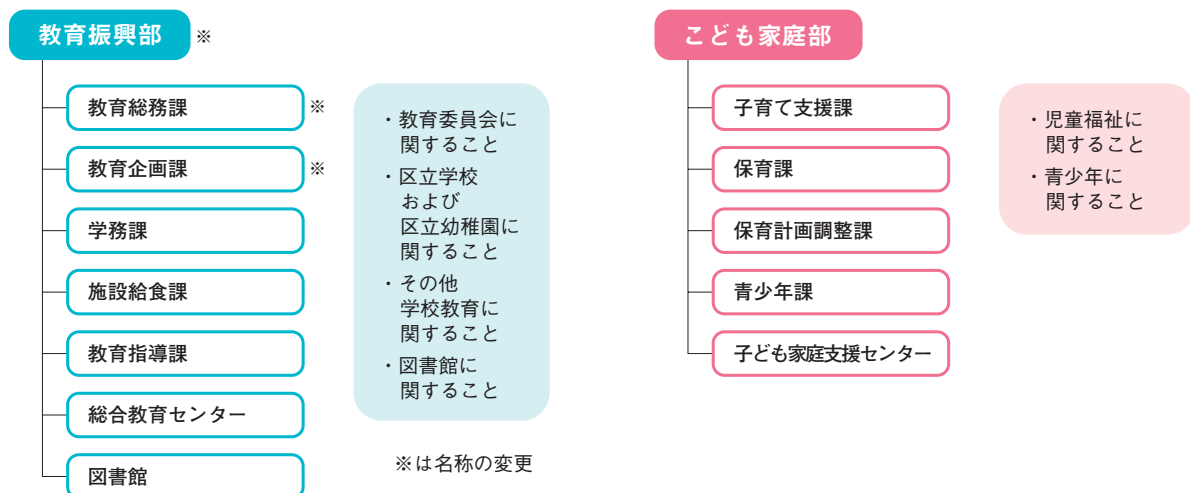 教育振興部 ※
教育総務課 ※
教育企画課 ※
学務課
施設給食課
教育指導課
総合教育センター
図書館
・教育委員会に
関すること
・区立学校
および
区立幼稚園に
関すること
・その他
学校教育に
関すること
・図書館に
関すること
※は名称の変更
こども家庭部
子育て支援課
保育課
保育計画調整課
青少年課
子ども家庭支援センター
・児童福祉に
関すること
・青少年に
関すること